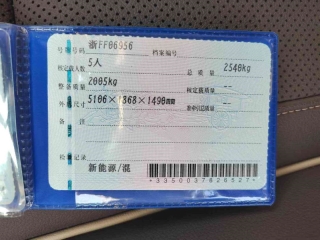 号牌号码 浙FF06956 档案编号
核定载人数 5人 总质量 2540kg
整备质量 2005kg 核定载质量 --
外廓尺寸 5106×1868×1490mm 准牵引总质量 --
备注
检验记录
新能源/混
*3350037820527*